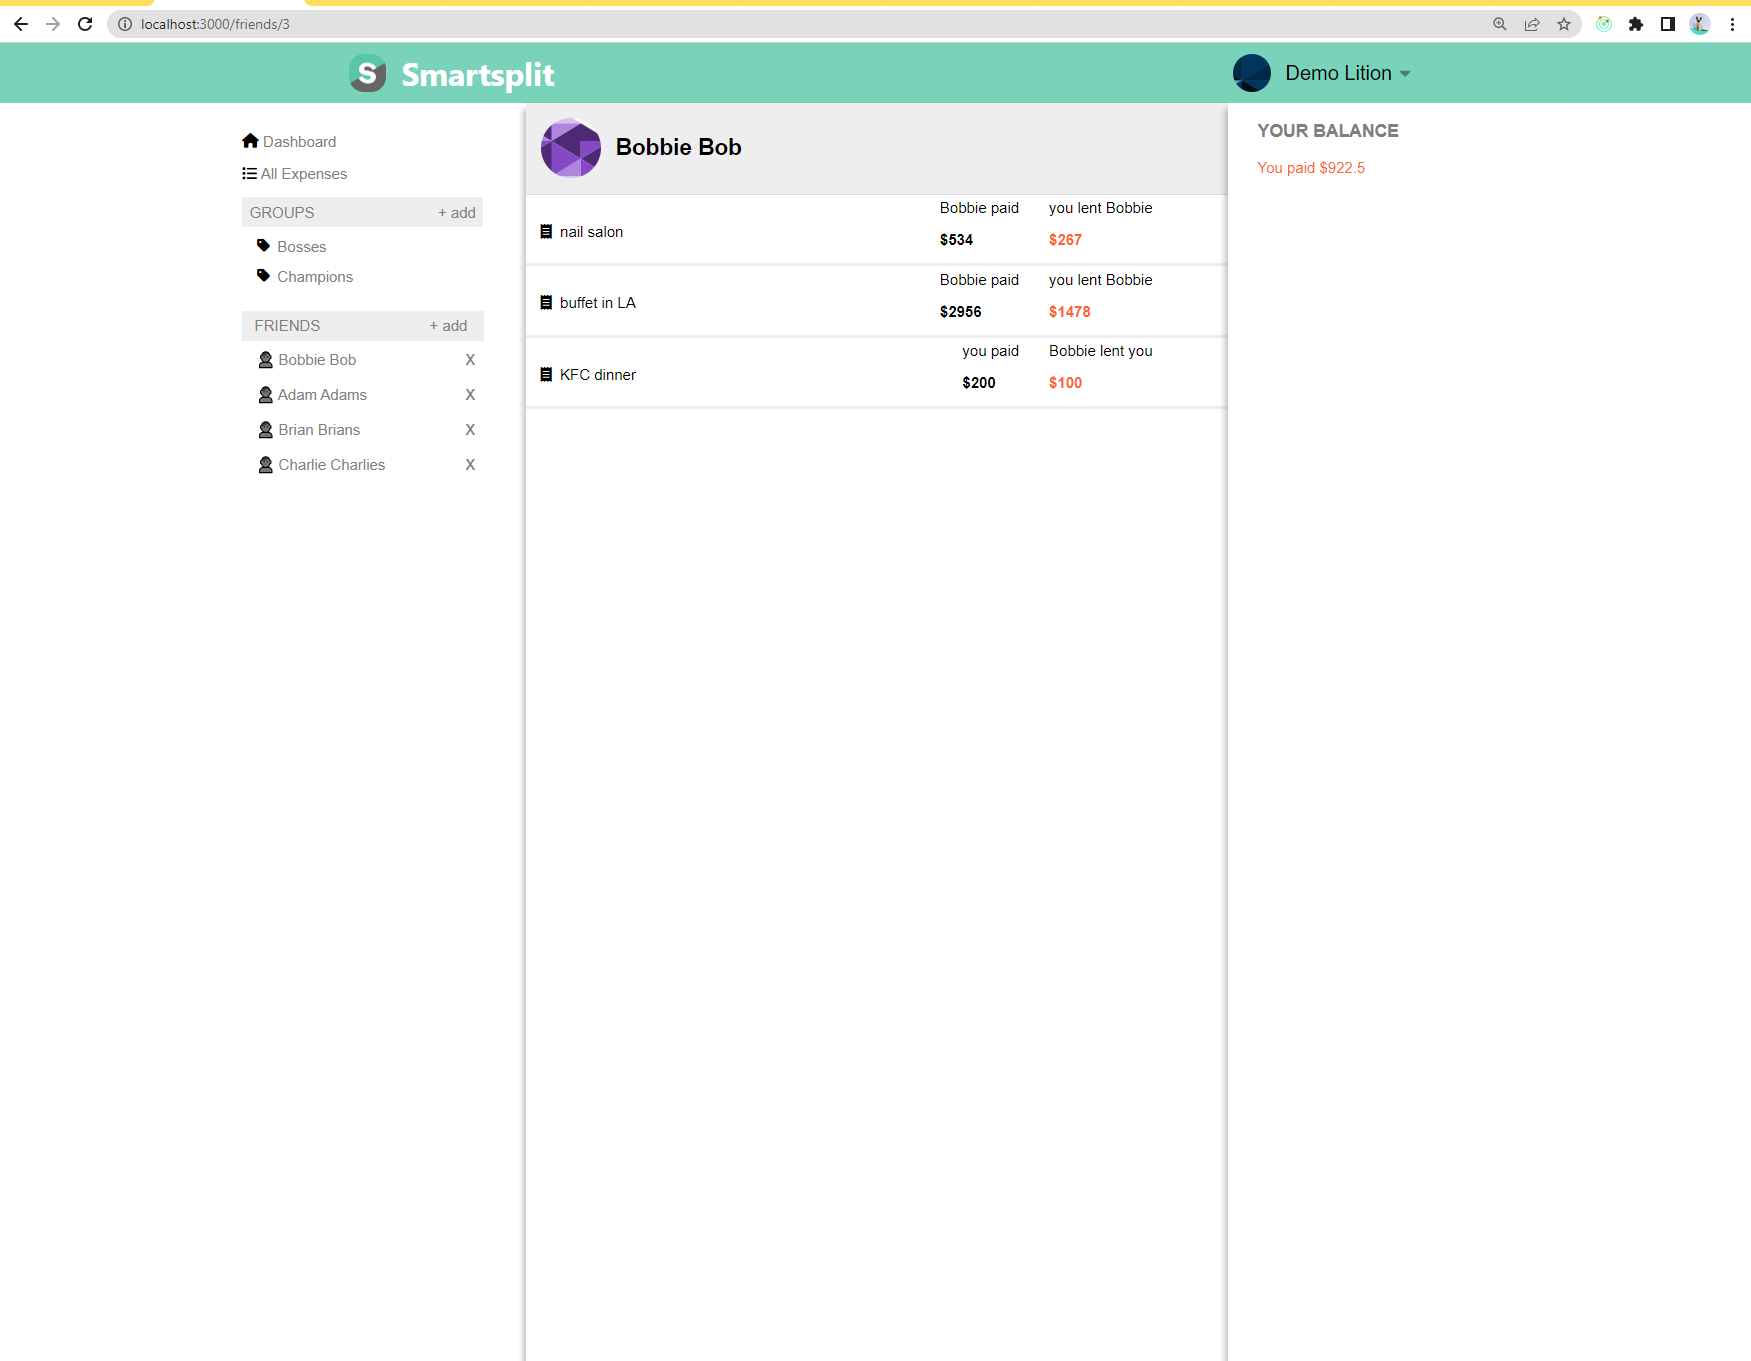 localhost:3000/friends/3
S Smartsplit
Demo Lition
Dashboard
All Expenses
GROUPS + add
Bosses
Champions
FRIENDS + add
Bobbie Bob X
Adam Adams X
Brian Brians X
Charlie Charlies X
Bobbie Bob
nail salon
Bobbie paid you lent Bobbie
$534 $267
buffet in LA
Bobbie paid you lent Bobbie
$2956 $1478
KFC dinner
you paid Bobbie lent you
$200 $100
YOUR BALANCE
You paid $922.5